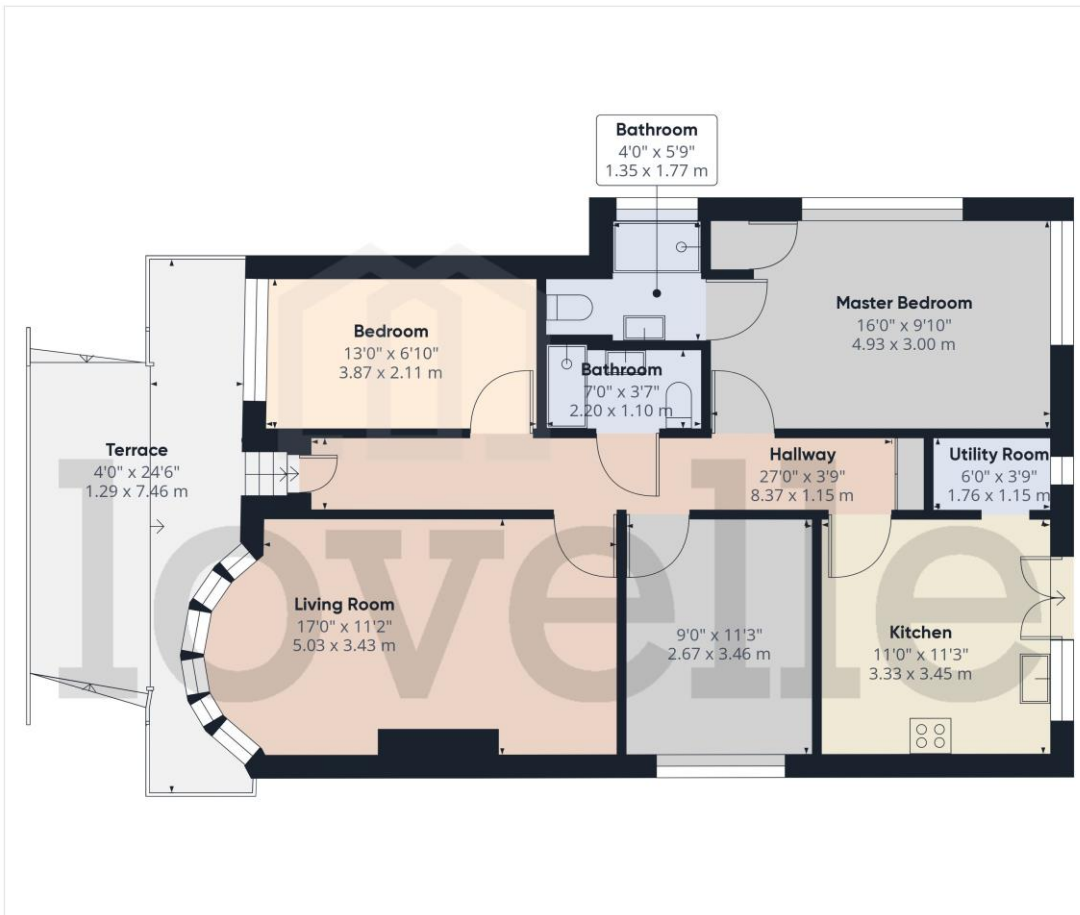 Bathroom
4'0" x 5'9"
1.35 x 1.77 m
Master Bedroom
16'0" x 9'10"
4.93 x 3.00 m
Bedroom
13'0" x 6'10"
3.87 x 2.11 m
Bathroom
7'0" x 3'7"
2.20 x 1.10 m
Terrace
4'0" x 24'6"
1.29 x 7.46 m
Hallway
27'0" x 3'9"
8.37 x 1.15 m
Utility Room
6'0" x 3'9"
1.76 x 1.15 m
Living Room
17'0" x 11'2"
5.03 x 3.43 m
9'0" x 11'3"
2.67 x 3.46 m
Kitchen
11'0" x 11'3"
3.33 x 3.45 m
lovelle